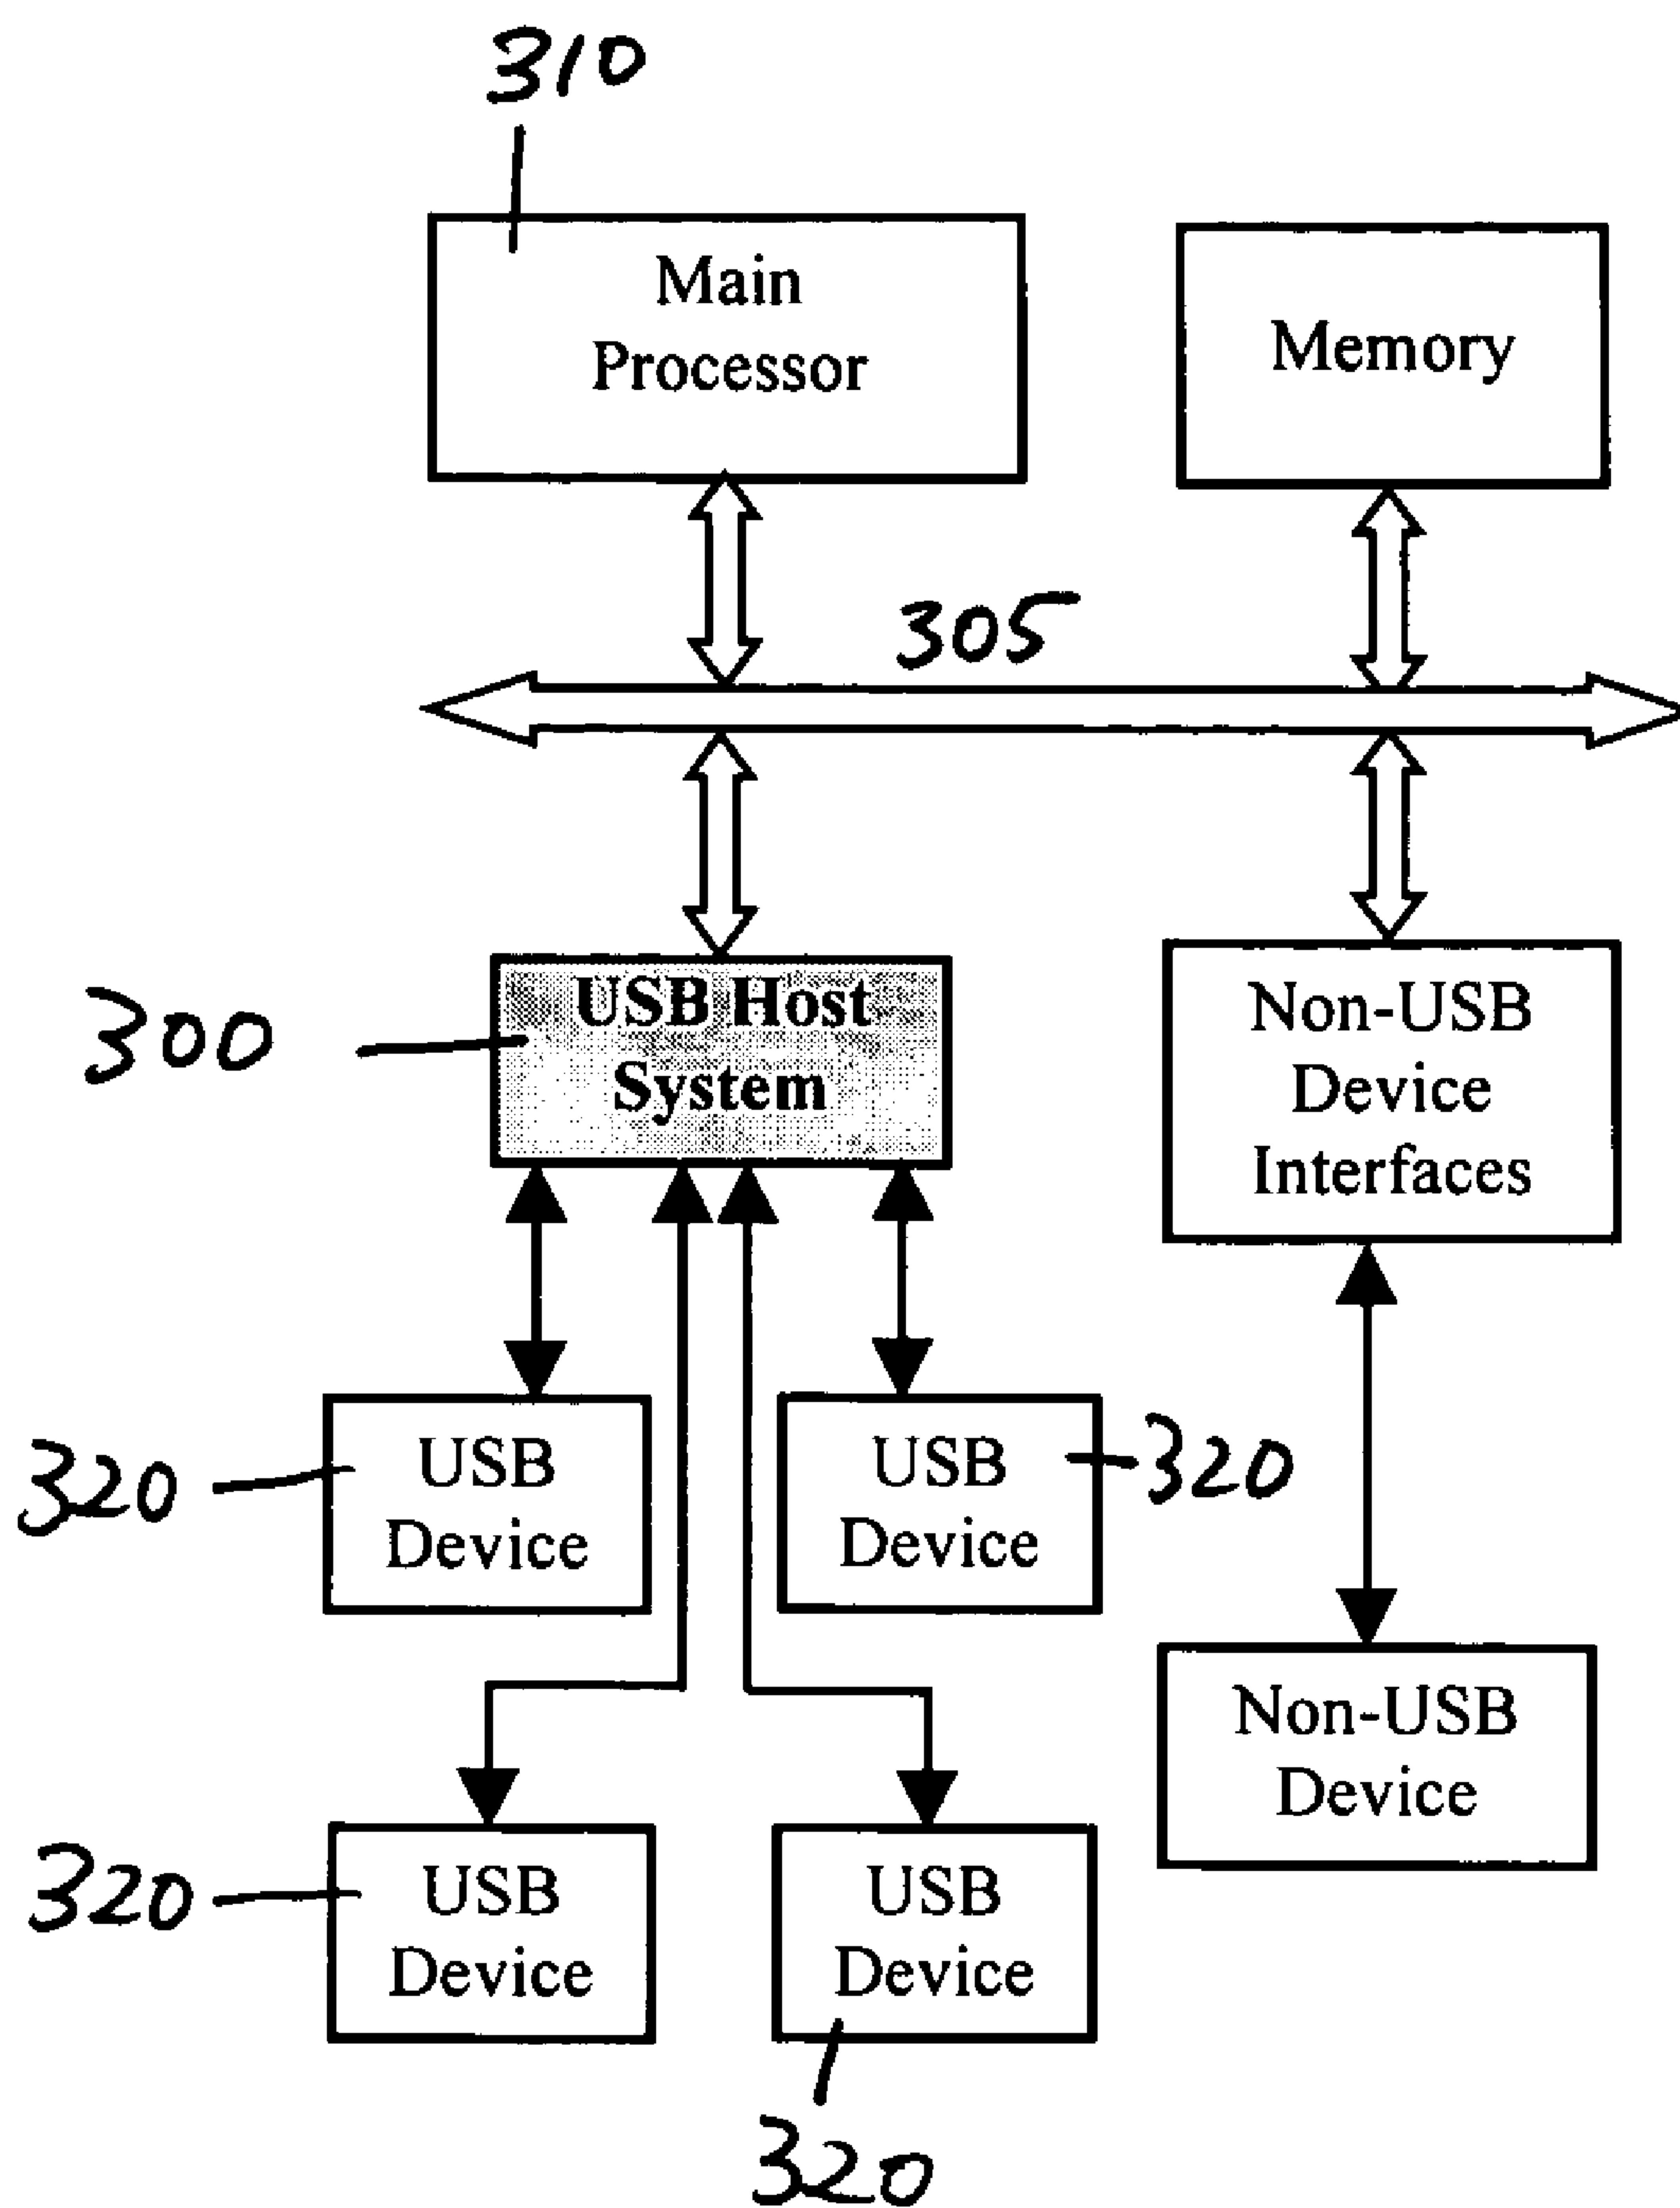 310
Main
Processor
Memory
305
300
USB Host
System
Non-USB
Device
Interfaces
320
USB
Device
USB
Device
320
Non-USB
Device
320
USB
Device
USB
Device
320